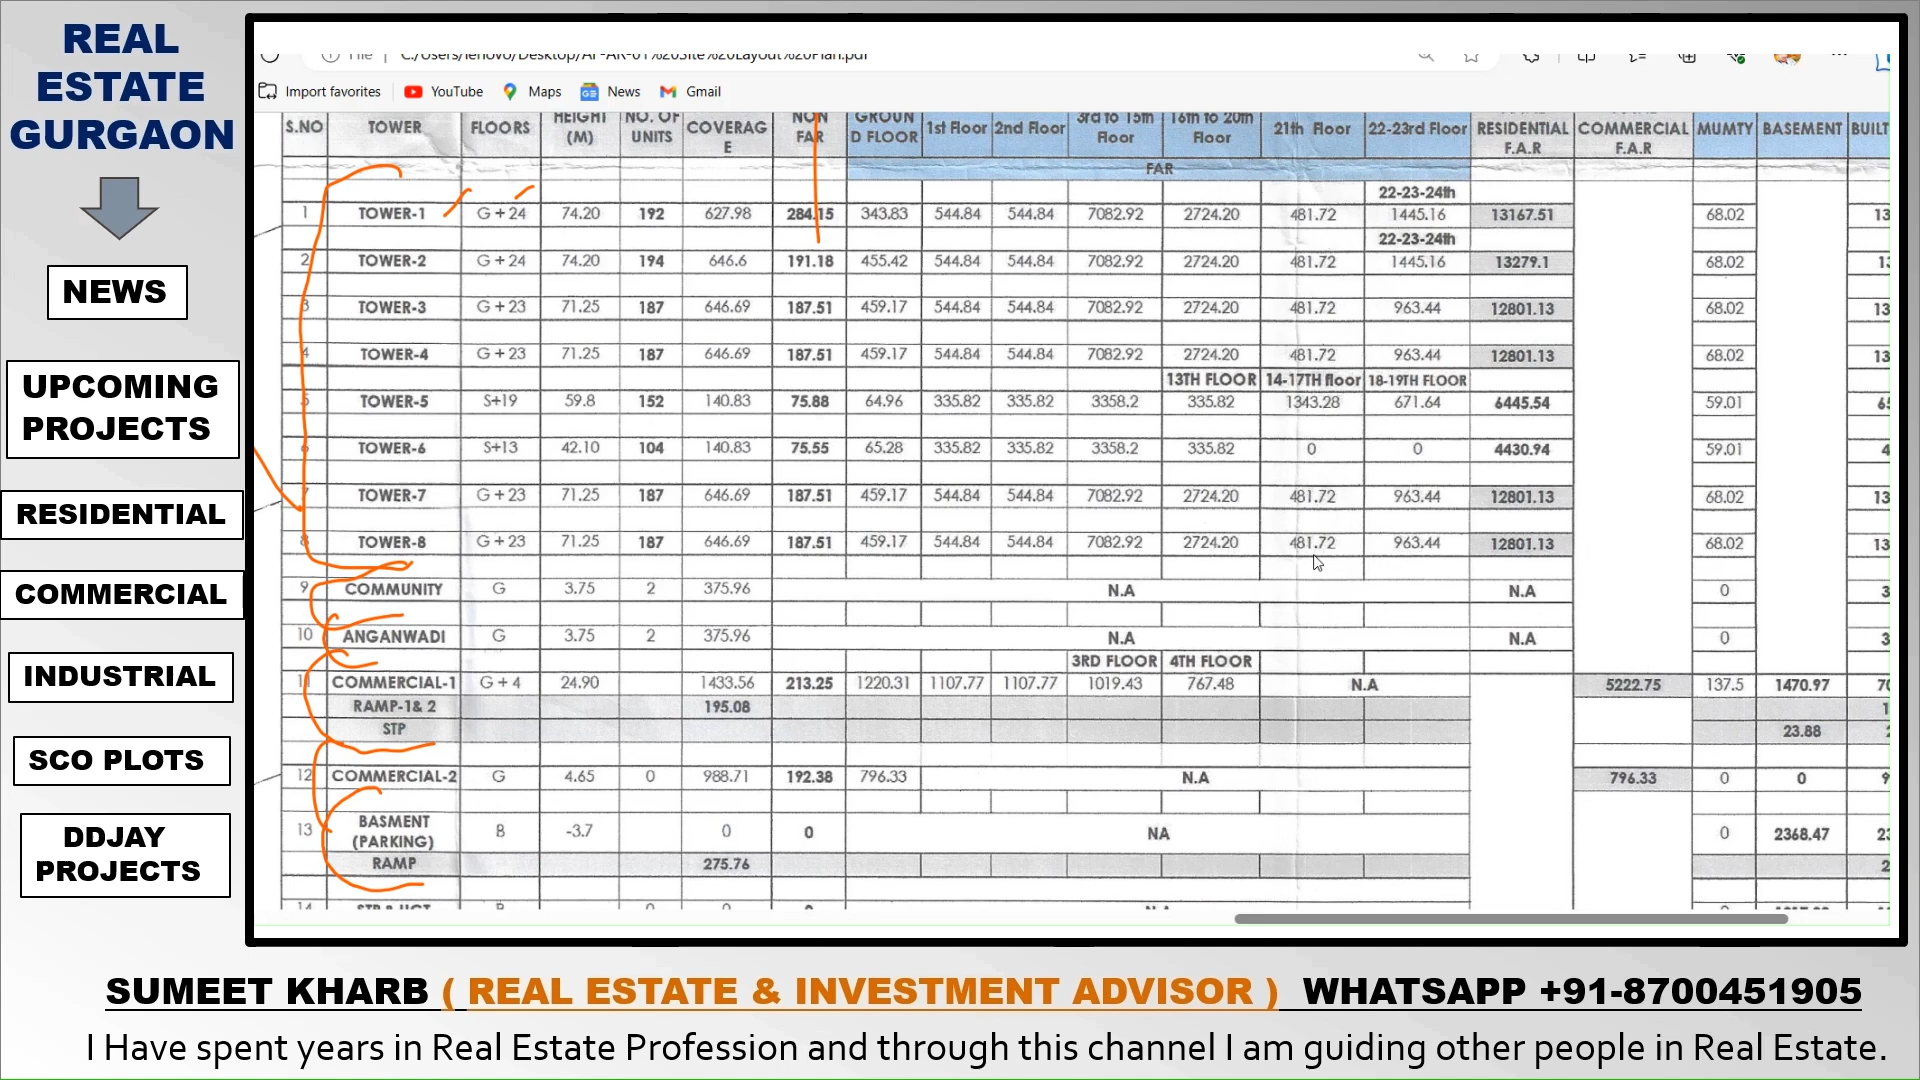 REAL
ESTATE
GURGAON
NEWS
UPCOMING
PROJECTS
RESIDENTIAL
COMMERCIAL
INDUSTRIAL
SCO PLOTS
DDJAY
PROJECTS
Import favorites YouTube Maps News Gmail
S.NO TOWER FLOORS HEIGHT (M) NO. OF UNITS COVERAGE NON FAR GROUND FLOOR 1st Floor 2nd Floor 3rd to 15th Floor 16th to 20th Floor 21th Floor 22-23rd Floor RESIDENTIAL F.A.R COMMERCIAL F.A.R MUMTY BASEMENT BUILT
FAR
22-23-24th
1 TOWER-1 G + 24 74.20 192 627.98 284.15 343.83 544.84 544.84 7082.92 2724.20 481.72 1445.16 13167.51 68.02 13
22-23-24th
2 TOWER-2 G + 24 74.20 194 646.6 191.18 455.42 544.84 544.84 7082.92 2724.20 481.72 1445.16 13279.1 68.02
3 TOWER-3 G + 23 71.25 187 646.69 187.51 459.17 544.84 544.84 7082.92 2724.20 481.72 963.44 12801.13 68.02 13
4 TOWER-4 G + 23 71.25 187 646.69 187.51 459.17 544.84 544.84 7082.92 2724.20 481.72 963.44 12801.13 68.02 13
13TH FLOOR 14-17TH floor 18-19TH FLOOR
5 TOWER-5 S+19 59.8 152 140.83 75.88 64.96 335.82 335.82 3358.2 335.82 1343.28 671.64 6445.54 59.01
6 TOWER-6 S+13 42.10 104 140.83 75.55 65.28 335.82 335.82 3358.2 335.82 0 0 4430.94 59.01
7 TOWER-7 G + 23 71.25 187 646.69 187.51 459.17 544.84 544.84 7082.92 2724.20 481.72 963.44 12801.13 68.02 13
8 TOWER-8 G + 23 71.25 187 646.69 187.51 459.17 544.84 544.84 7082.92 2724.20 481.72 963.44 12801.13 68.02 13
9 COMMUNITY G 3.75 2 375.96 N.A N.A 0
10 ANGANWADI G 3.75 2 375.96 N.A N.A 0
3RD FLOOR 4TH FLOOR
11 COMMERCIAL-1 G + 4 24.90 1433.56 213.25 1220.31 1107.77 1107.77 1019.43 767.48 N.A 5222.75 137.5 1470.97
RAMP-1& 2 195.08
STP 23.88
12 COMMERCIAL-2 G 4.65 0 988.71 192.38 796.33 N.A 796.33 0 0
13 BASMENT (PARKING) B -3.7 0 0 NA 0 2368.47
RAMP 275.76
SUMEET KHARB ( REAL ESTATE & INVESTMENT ADVISOR ) WHATSAPP +91-8700451905
I Have spent years in Real Estate Profession and through this channel I am guiding other people in Real Estate.